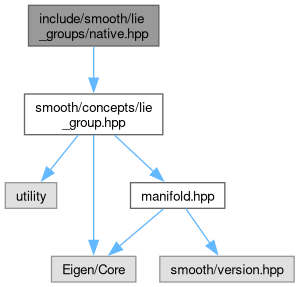 include/smooth/lie
_groups/native.hpp
smooth/concepts/lie
_group.hpp
utility
manifold.hpp
Eigen/Core
smooth/version.hpp